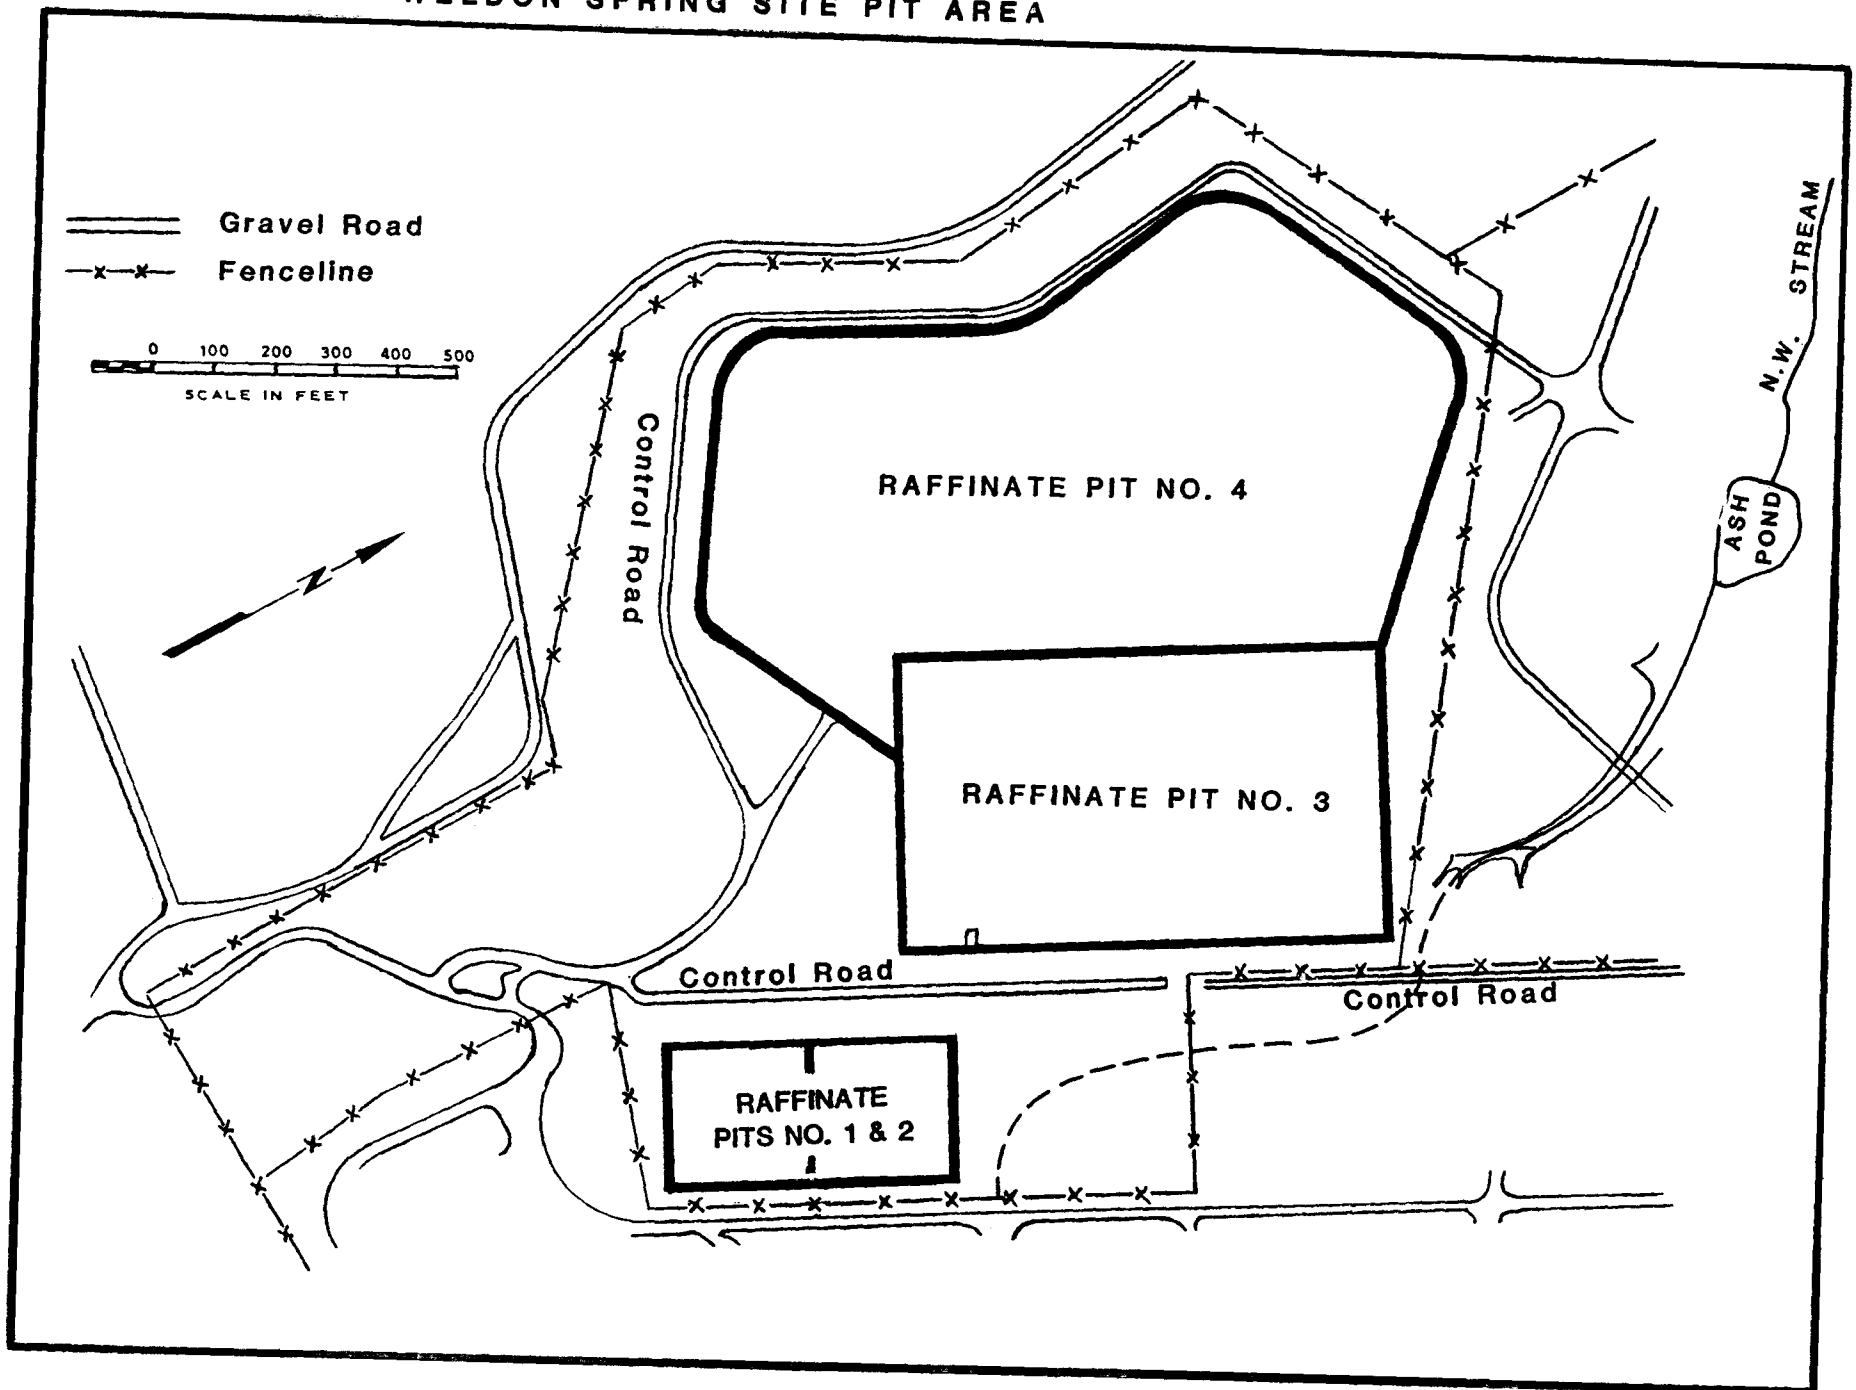 WELDON SPRING SITE PIT AREA
Gravel Road
Fenceline
0 100 200 300 400 500
SCALE IN FEET
N
Control Road
RAFFINATE PIT NO. 4
N.W. STREAM
ASH
POND
RAFFINATE PIT NO. 3
Control Road
Control Road
RAFFINATE
PITS NO. 1 & 2